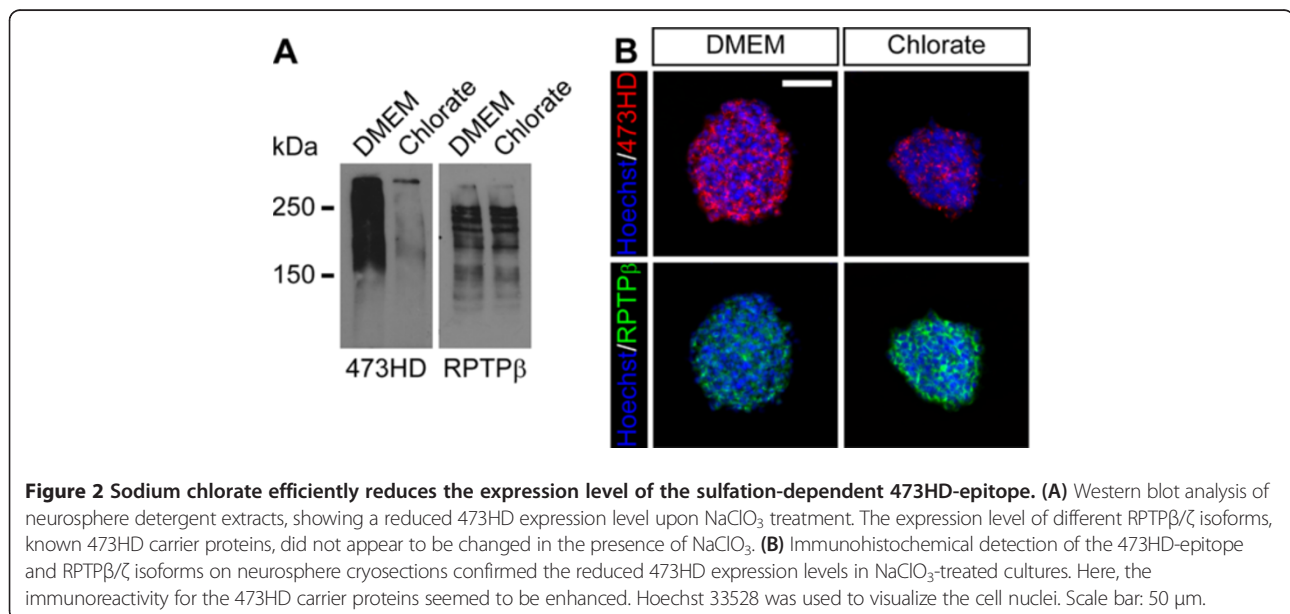 A
kDa
DMEM
Chlorate
DMEM
Chlorate
250
150
473HD
RPTPβ
B
DMEM
Chlorate
Hoechst/473HD
Hoechst/RPTPβ
Figure 2 Sodium chlorate efficiently reduces the expression level of the sulfation-dependent 473HD-epitope. (A) Western blot analysis of
neurosphere detergent extracts, showing a reduced 473HD expression level upon NaClO₃ treatment. The expression level of different RPTPβ/ζ isoforms,
known 473HD carrier proteins, did not appear to be changed in the presence of NaClO₃. (B) Immunohistochemical detection of the 473HD-epitope
and RPTPβ/ζ isoforms on neurosphere cryosections confirmed the reduced 473HD expression levels in NaClO₃-treated cultures. Here, the
immunoreactivity for the 473HD carrier proteins seemed to be enhanced. Hoechst 33528 was used to visualize the cell nuclei. Scale bar: 50 μm.